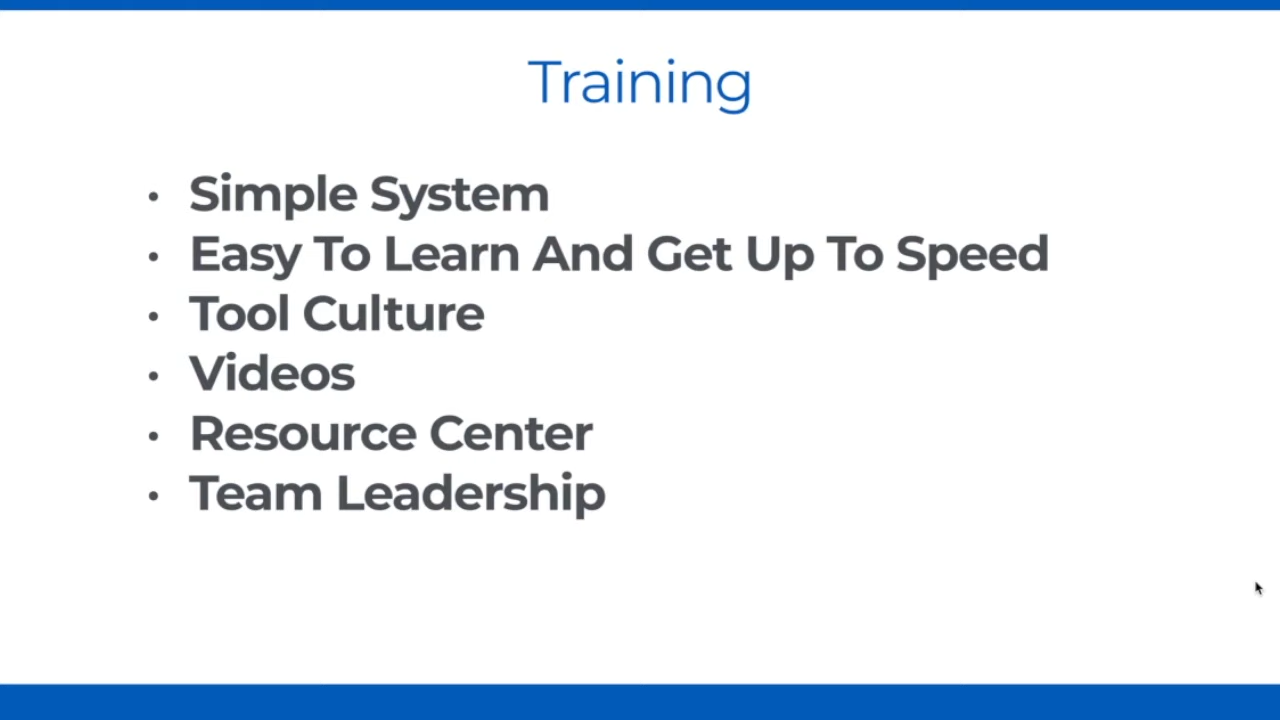 Training
• Simple System
• Easy To Learn And Get Up To Speed
• Tool Culture
• Videos
• Resource Center
• Team Leadership